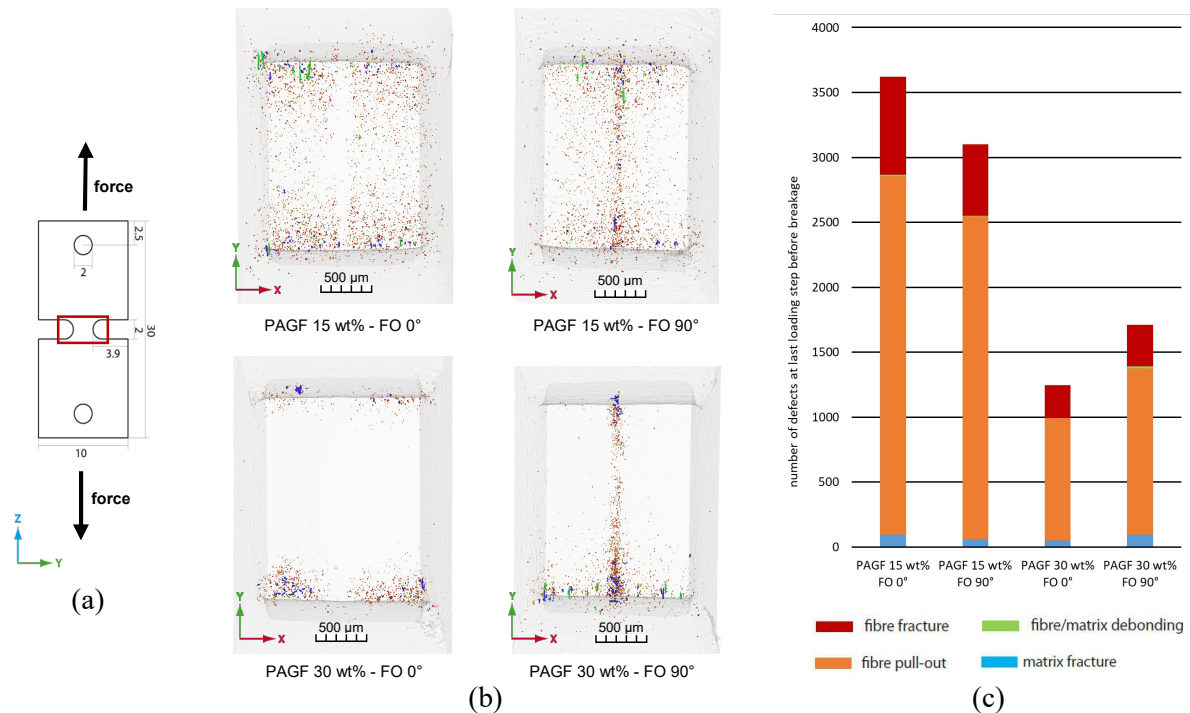 force
2.5
2
30
2
3.9
10
force
Z
Y
(a)
Y
X
500 µm
PAGF 15 wt% - FO 0°
Y
X
500 µm
PAGF 15 wt% - FO 90°
Y
X
500 µm
PAGF 30 wt% - FO 0°
Y
X
500 µm
PAGF 30 wt% - FO 90°
(b)
number of defects at last loading step before breakage
4000
3500
3000
2500
2000
1500
1000
500
0
PAGF 15 wt%
FO 0°
PAGF 15 wt%
FO 90°
PAGF 30 wt%
FO 0°
PAGF 30 wt%
FO 90°
fibre fracture
fibre/matrix debonding
fibre pull-out
matrix fracture
(c)